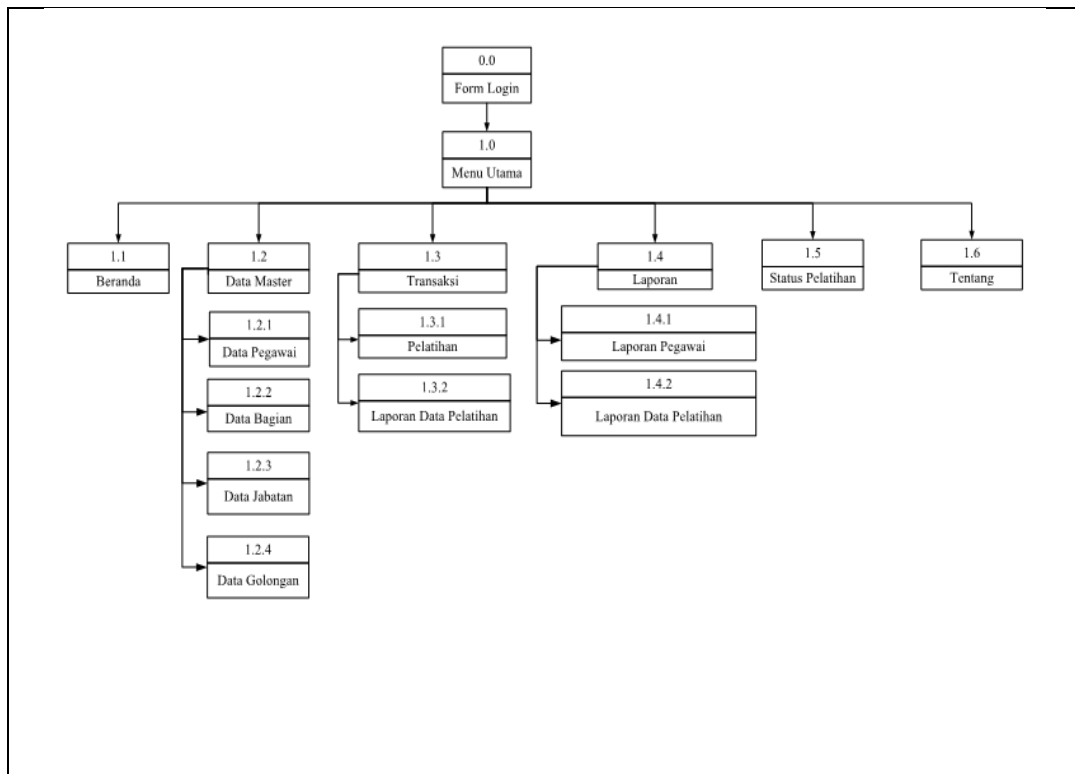 0.0
Form Login
1.0
Menu Utama
1.1
Beranda
1.2
Data Master
1.3
Transaksi
1.4
Laporan
1.5
Status Pelatihan
1.6
Tentang
1.2.1
Data Pegawai
1.2.2
Data Bagian
1.2.3
Data Jabatan
1.2.4
Data Golongan
1.3.1
Pelatihan
1.3.2
Laporan Data Pelatihan
1.4.1
Laporan Pegawai
1.4.2
Laporan Data Pelatihan